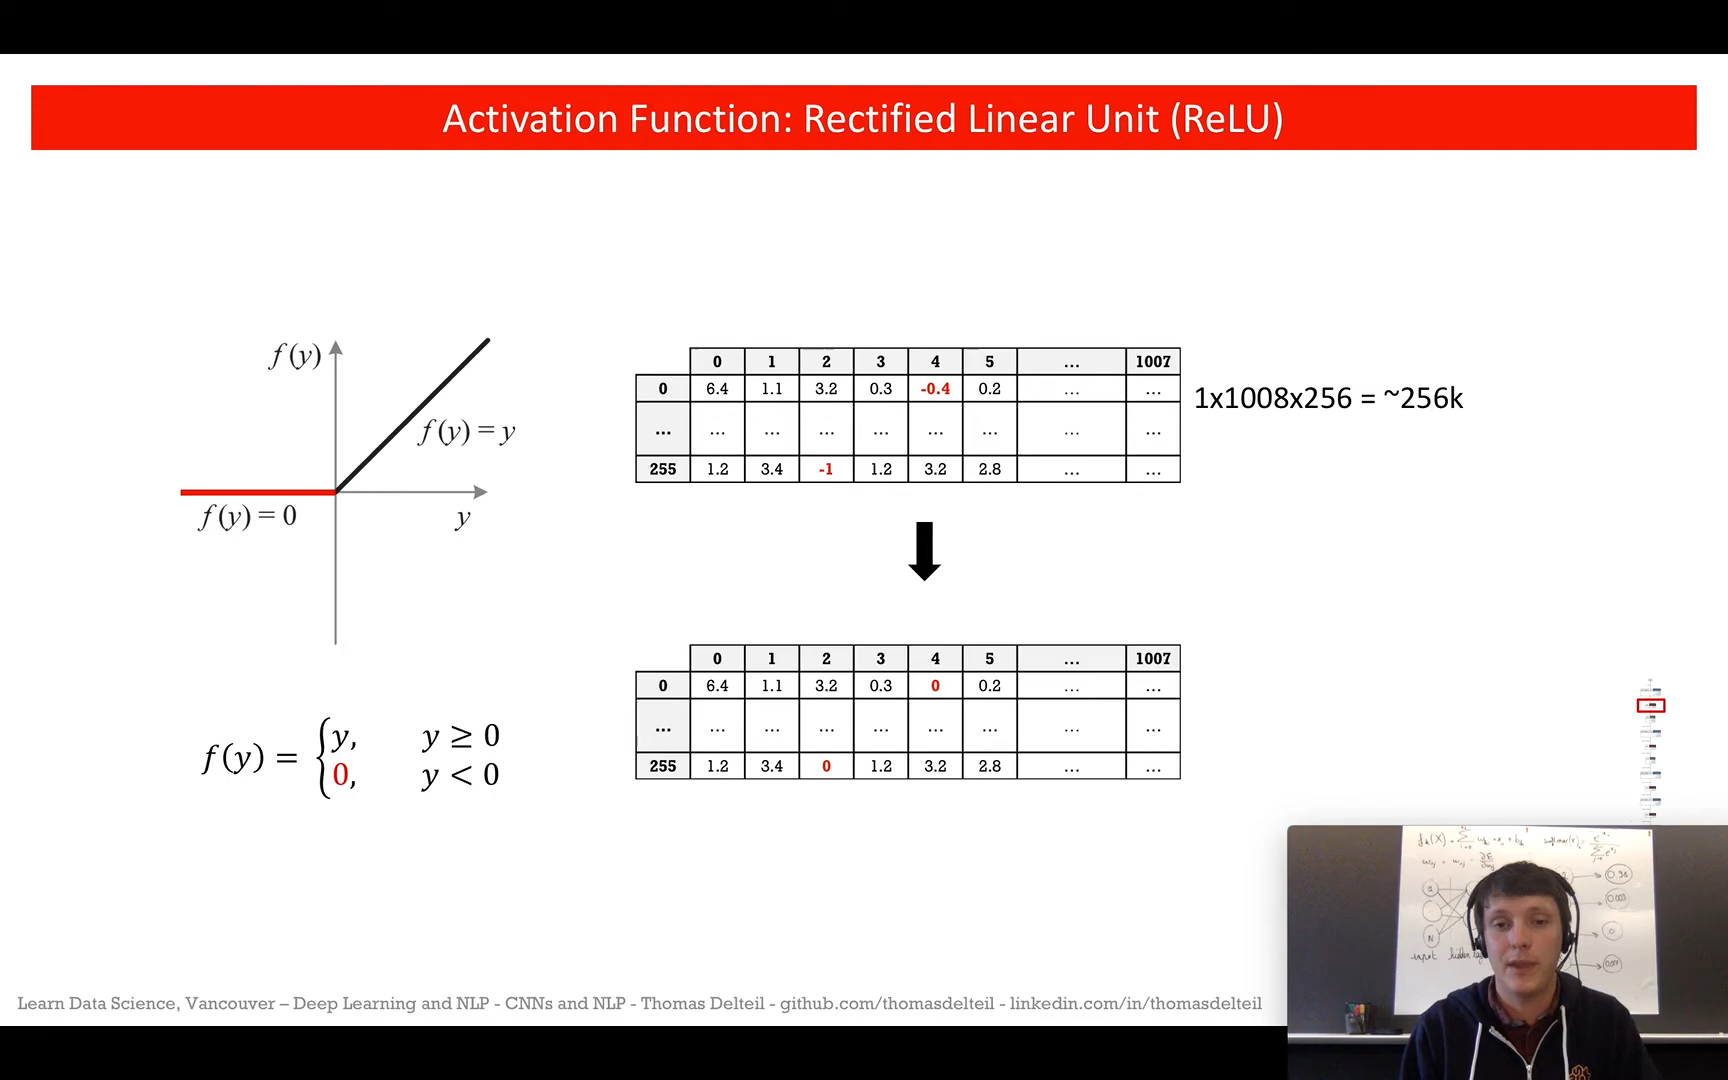 Activation Function: Rectified Linear Unit (ReLU)
f(y)
f(y) = y
f(y) = 0
y
f(y) = { y, y ≥ 0
0, y < 0
0 1 2 3 4 5 ... 1007
0 6.4 1.1 3.2 0.3 -0.4 0.2 ... ...
... ... ... ... ... ... ... ... ...
255 1.2 3.4 -1 1.2 3.2 2.8 ... ...
1x1008x256 = ~256k
0 1 2 3 4 5 ... 1007
0 6.4 1.1 3.2 0.3 0 0.2 ... ...
... ... ... ... ... ... ... ... ...
255 1.2 3.4 0 1.2 3.2 2.8 ... ...
input hidden
N
Learn Data Science, Vancouver – Deep Learning and NLP - CNNs and NLP - Thomas Delteil - github.com/thomasdelteil - linkedin.com/in/thomasdelteil